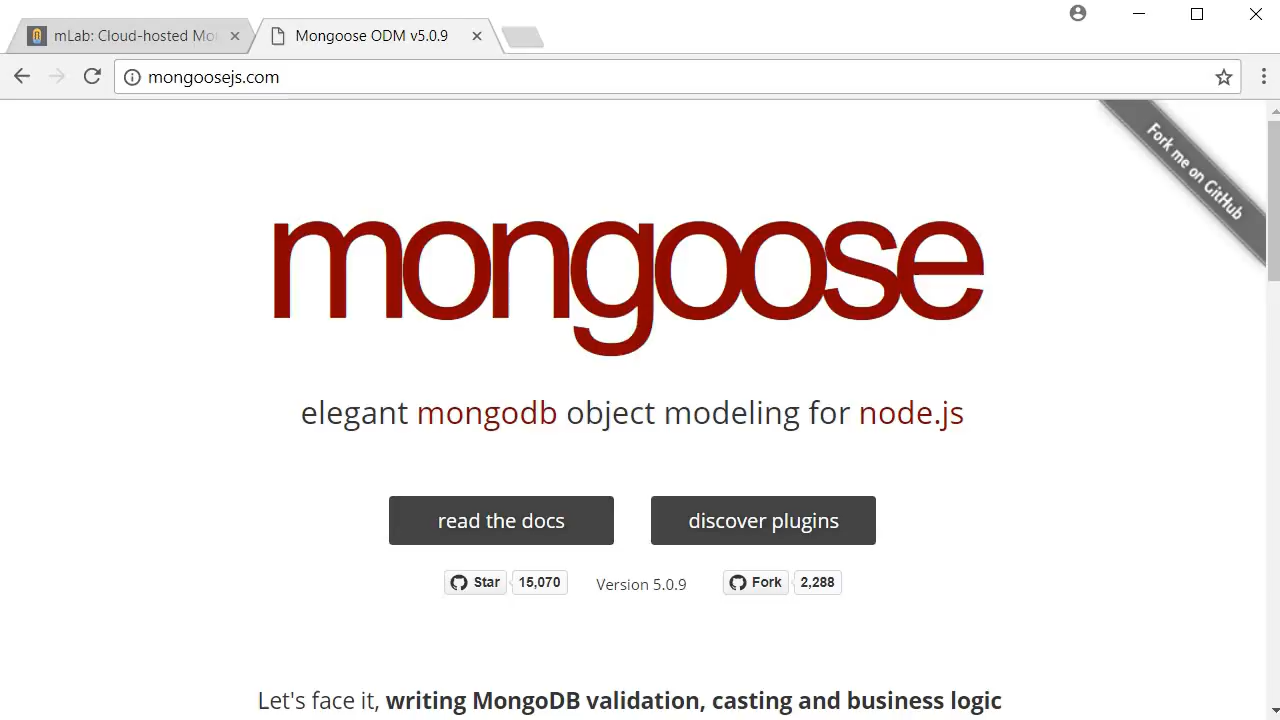 mLab: Cloud-hosted Mon
Mongoose ODM v5.0.9
mongoosejs.com
Fork me on GitHub
mongoose
elegant mongodb object modeling for node.js
read the docs
discover plugins
Star 15,070
Version 5.0.9
Fork 2,288
Let's face it, writing MongoDB validation, casting and business logic